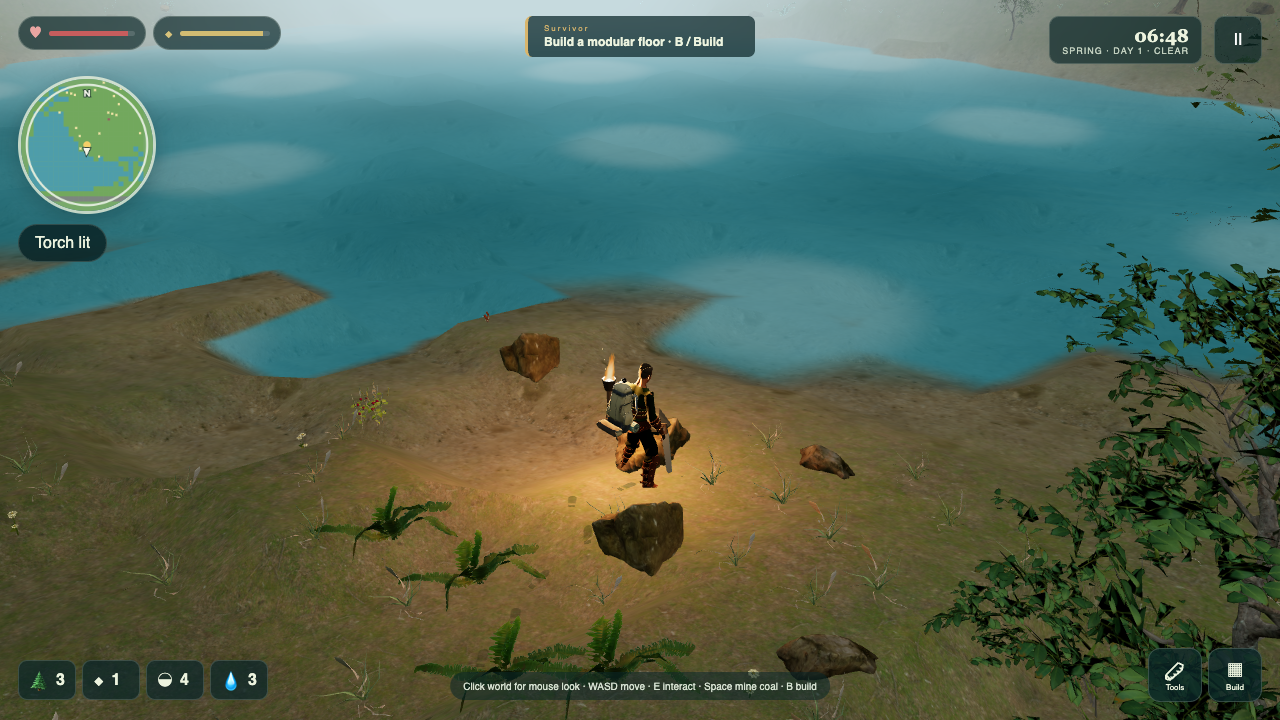 Survivor
Build a modular floor · B / Build
06:48
SPRING · DAY 1 · CLEAR
N
Torch lit
3
1
4
3
Click world for mouse look · WASD move · E interact · Space mine coal · B build
Tools
Build